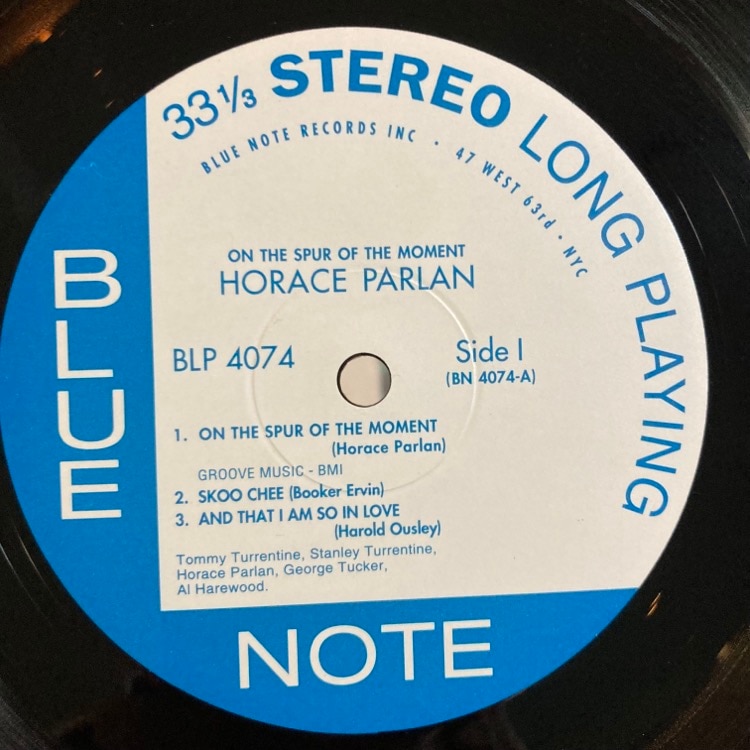 33⅓ STEREO LONG PLAYING
BLUE NOTE RECORDS INC · 47 WEST 63rd · NYC
ON THE SPUR OF THE MOMENT
HORACE PARLAN
BLP 4074
Side I
(BN 4074-A)
1. ON THE SPUR OF THE MOMENT
(Horace Parlan)
GROOVE MUSIC - BMI
2. SKOO CHEE (Booker Ervin)
3. AND THAT I AM SO IN LOVE
(Harold Ousley)
Tommy Turrentine, Stanley Turrentine,
Horace Parlan, George Tucker,
Al Harewood.
BLUE
NOTE